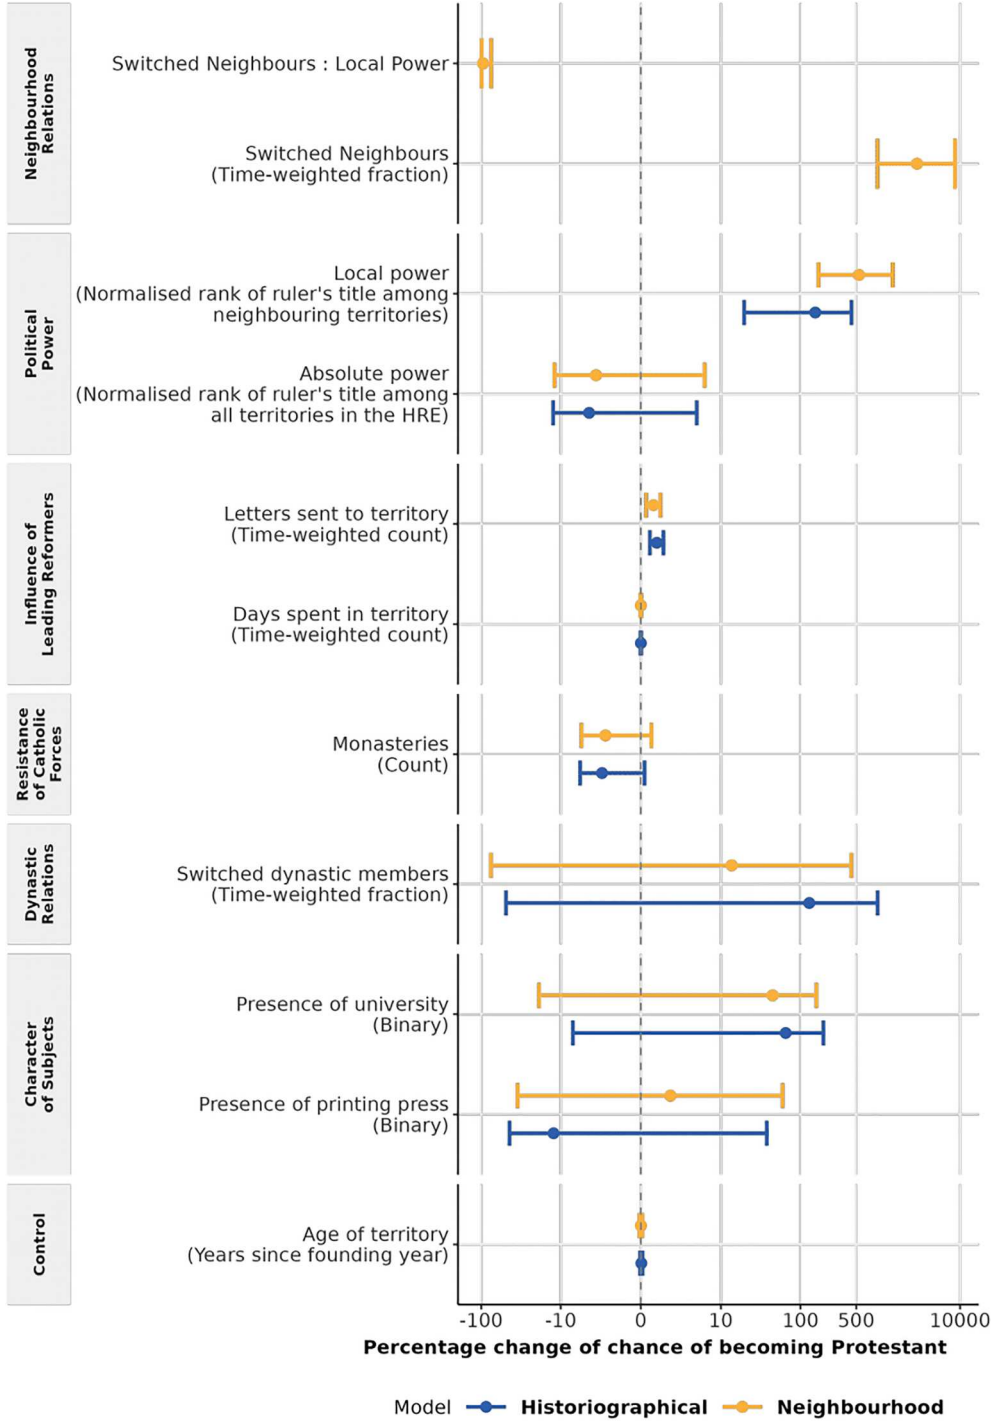 Neighbourhood
Relations
Switched Neighbours : Local Power
Switched Neighbours
(Time-weighted fraction)
Political
Power
Local power
(Normalised rank of ruler's title among
neighbouring territories)
Absolute power
(Normalised rank of ruler's title among
all territories in the HRE)
Influence of
Leading Reformers
Letters sent to territory
(Time-weighted count)
Days spent in territory
(Time-weighted count)
Resistance
of Catholic
Forces
Monasteries
(Count)
Dynastic
Relations
Switched dynastic members
(Time-weighted fraction)
Character
of Subjects
Presence of university
(Binary)
Presence of printing press
(Binary)
Control
Age of territory
(Years since founding year)
-100 -10 0 10 100 500 10000
Percentage change of chance of becoming Protestant
Model Historiographical Neighbourhood